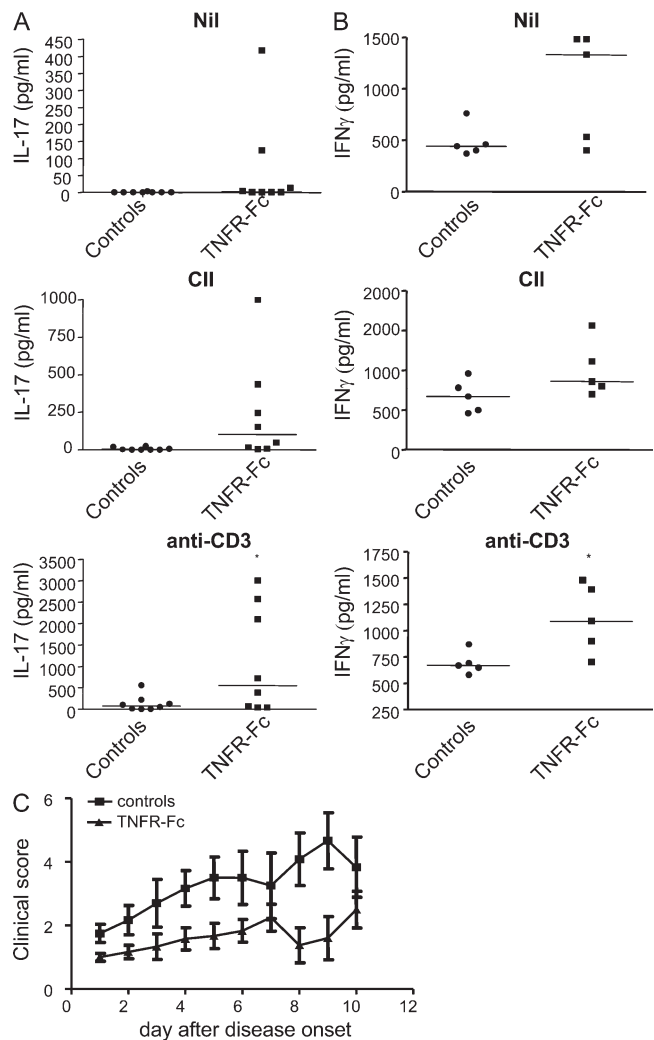 A
Nil
IL-17 (pg/ml)
450
400
350
300
250
200
150
100
50
0
Controls
TNFR-Fc
B
Nil
IFNγ (pg/ml)
1500
1000
500
0
Controls
TNFR-Fc
CII
IL-17 (pg/ml)
1000
750
500
250
0
Controls
TNFR-Fc
CII
IFNγ (pg/ml)
2000
2000
1000
500
0
Controls
TNFR-Fc
anti-CD3
IL-17 (pg/ml)
3500
3000
2500
2000
1500
1000
500
0
*
Controls
TNFR-Fc
anti-CD3
IFNγ (pg/ml)
1750
1500
1250
1000
750
500
250
*
Controls
TNFR-Fc
C
controls
TNFR-Fc
Clinical score
6
4
2
0
0 2 4 6 8 10 12
day after disease onset